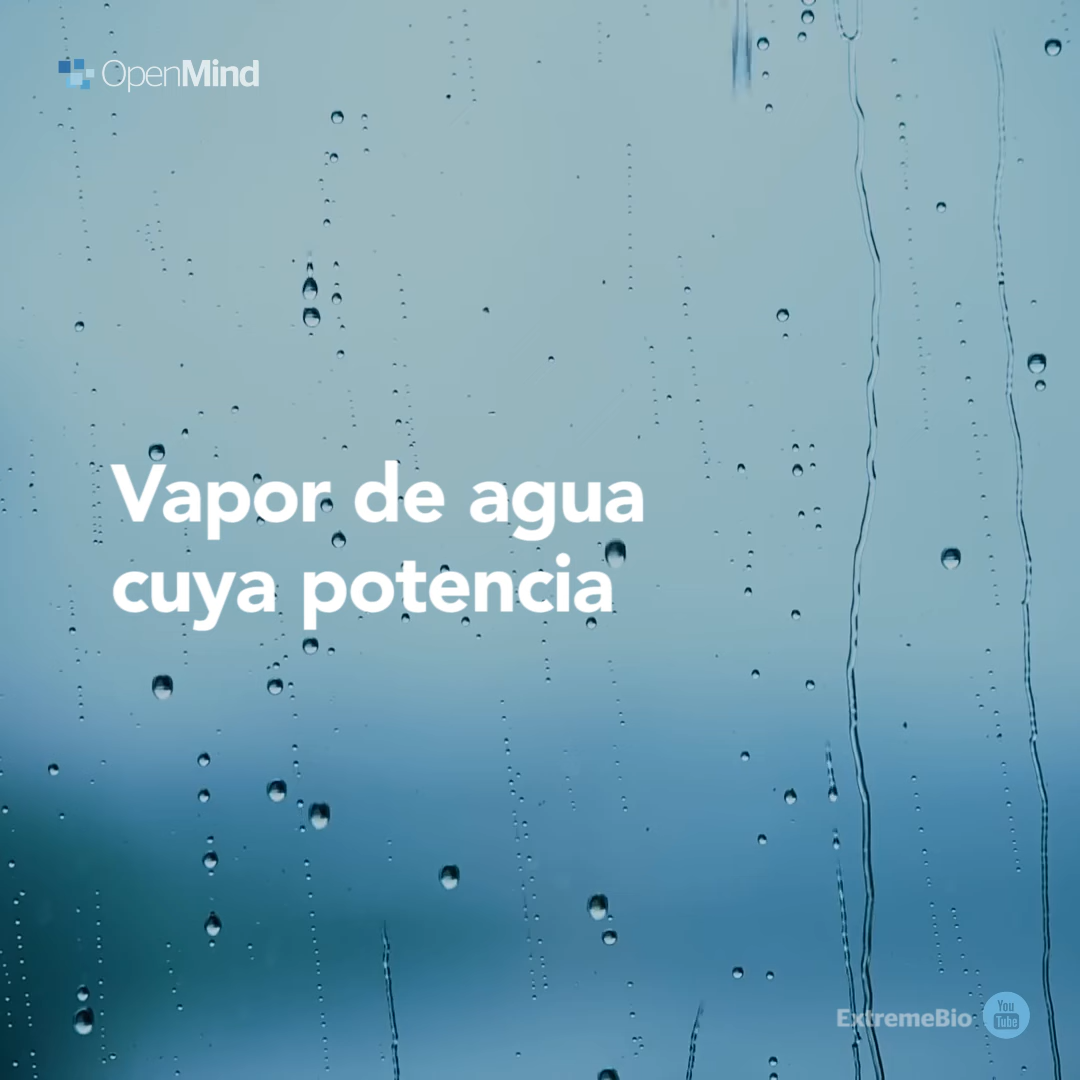 OpenMind
Vapor de agua
cuya potencia
ExtremeBio
You
Tube